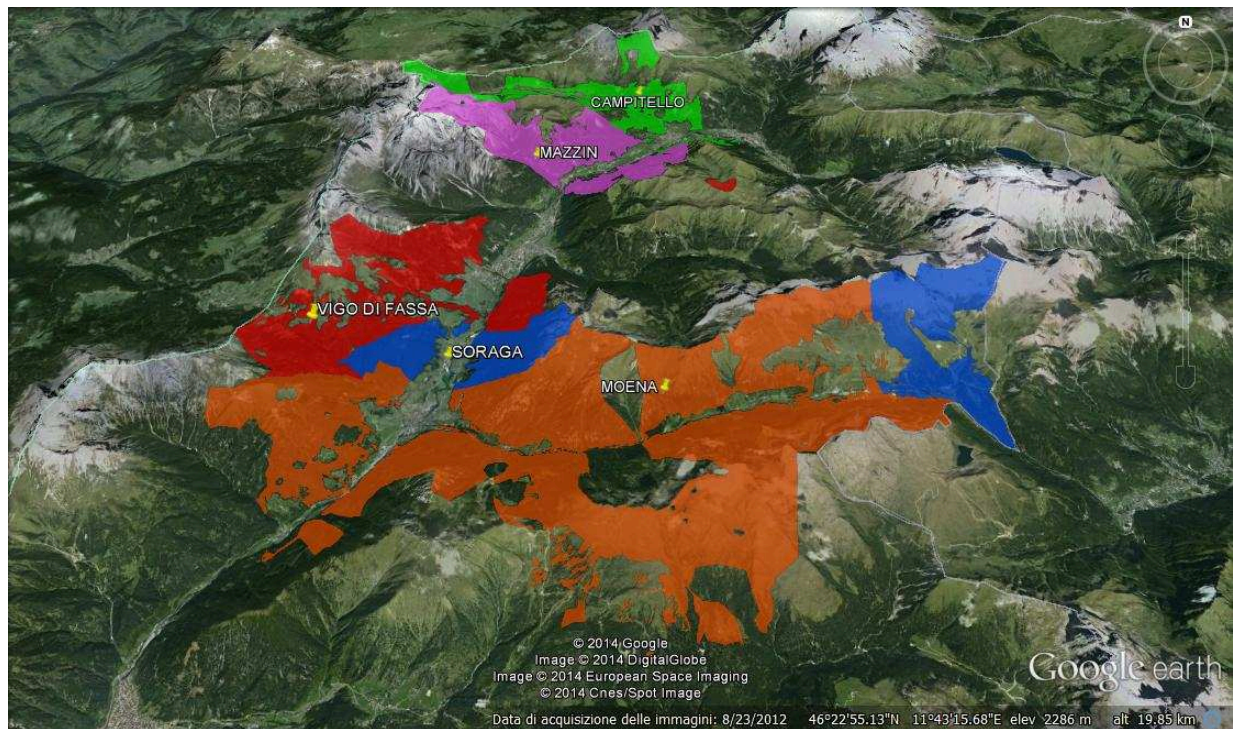 N
CAMPITELLO
MAZZIN
VIGO DI FASSA
SORAGA
MOENA
© 2014 Google
Image © 2014 DigitalGlobe
Image © 2014 European Space Imaging
© 2014 Cnes/Spot Image
Google earth
Data di acquisizione delle immagini: 8/23/2012 46°22'55.13"N 11°43'15.68"E elev 2286 m alt 19.85 km